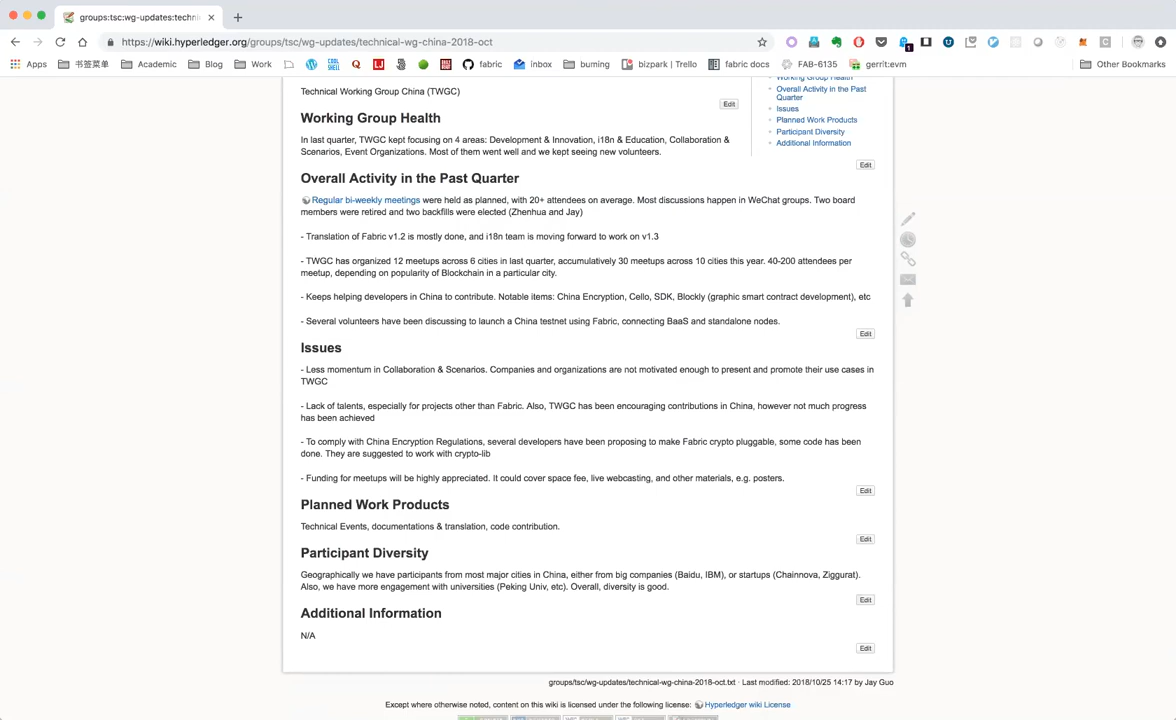 groups:tsc:wg-updates:techni
https://wiki.hyperledger.org/groups/tsc/wg-updates/technical-wg-china-2018-oct
Apps 书签菜单 Academic Blog Work fabric inbox buming bizpark | Trello fabric docs FAB-6135 gerrit:evm Other Bookmarks
Working Group Health
Overall Activity in the Past
Quarter
Issues
Planned Work Products
Participant Diversity
Additional Information
Technical Working Group China (TWGC)
Edit
Working Group Health
In last quarter, TWGC kept focusing on 4 areas: Development & Innovation, i18n & Education, Collaboration &
Scenarios, Event Organizations. Most of them went well and we kept seeing new volunteers.
Edit
Overall Activity in the Past Quarter
Regular bi-weekly meetings were held as planned, with 20+ attendees on average. Most discussions happen in WeChat groups. Two board
members were retired and two backfills were elected (Zhenhua and Jay)
- Translation of Fabric v1.2 is mostly done, and i18n team is moving forward to work on v1.3
- TWGC has organized 12 meetups across 6 cities in last quarter, accumulatively 30 meetups across 10 cities this year. 40-200 attendees per
meetup, depending on popularity of Blockchain in a particular city.
- Keeps helping developers in China to contribute. Notable items: China Encryption, Cello, SDK, Blockly (graphic smart contract development), etc
- Several volunteers have been discussing to launch a China testnet using Fabric, connecting BaaS and standalone nodes.
Edit
Issues
- Less momentum in Collaboration & Scenarios. Companies and organizations are not motivated enough to present and promote their use cases in
TWGC
- Lack of talents, especially for projects other than Fabric. Also, TWGC has been encouraging contributions in China, however not much progress
has been achieved
- To comply with China Encryption Regulations, several developers have been proposing to make Fabric crypto pluggable, some code has been
done. They are suggested to work with crypto-lib
- Funding for meetups will be highly appreciated. It could cover space fee, live webcasting, and other materials, e.g. posters.
Edit
Planned Work Products
Technical Events, documentations & translation, code contribution.
Edit
Participant Diversity
Geographically we have participants from most major cities in China, either from big companies (Baidu, IBM), or startups (Chainnova, Ziggurat).
Also, we have more engagement with universities (Peking Univ, etc). Overall, diversity is good.
Edit
Additional Information
N/A
Edit
groups/tsc/wg-updates/technical-wg-china-2018-oct.txt · Last modified: 2018/10/25 14:17 by Jay Guo
Except where otherwise noted, content on this wiki is licensed under the following license: Hyperledger wiki License